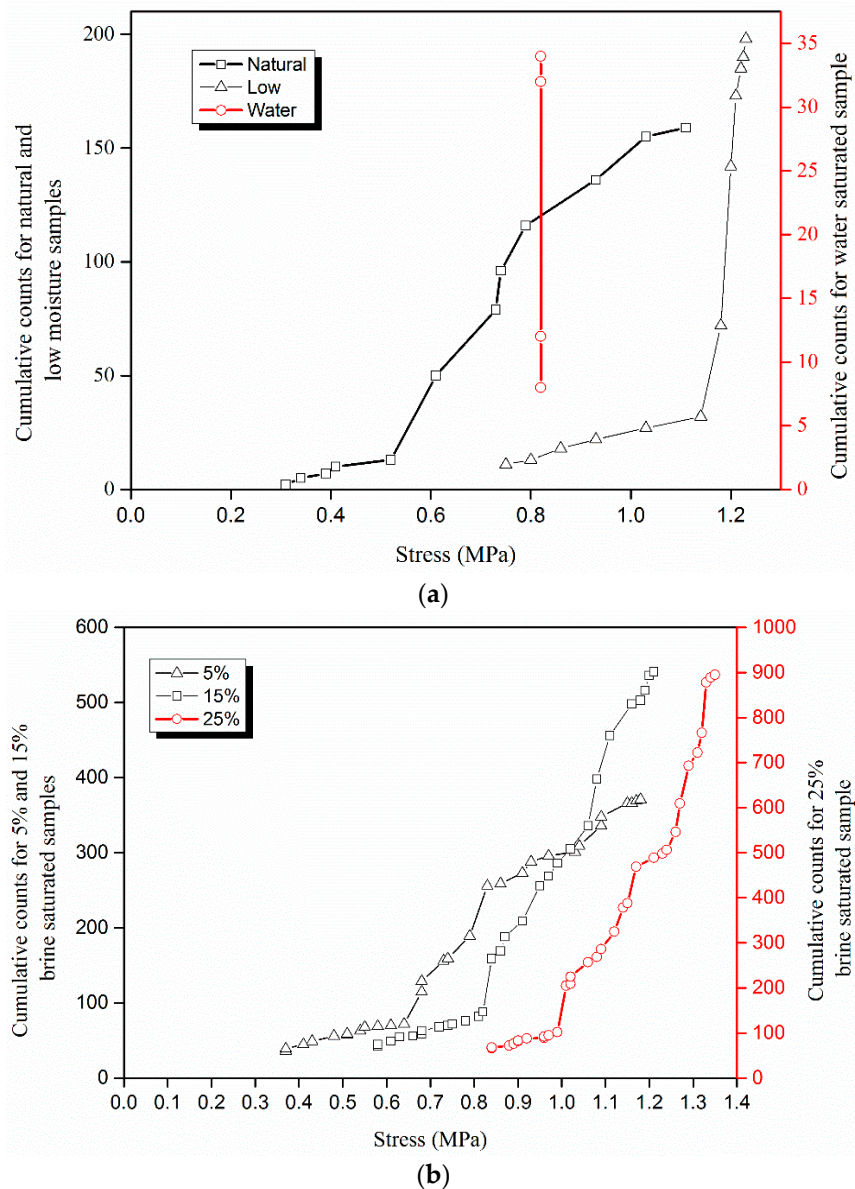 Natural
Low
Water
Cumulative counts for natural and
low moisture samples
200
150
100
50
0
35
30
25
20
15
10
5
0
Cumulative counts for water saturated sample
0.0 0.2 0.4 0.6 0.8 1.0 1.2
Stress (MPa)
(a)
5%
15%
25%
Cumulative counts for 5% and 15%
brine saturated samples
600
500
400
300
200
100
0
1000
900
800
700
600
500
400
300
200
100
0
Cumulative counts for 25%
brine saturated sample
0.0 0.1 0.2 0.3 0.4 0.5 0.6 0.7 0.8 0.9 1.0 1.1 1.2 1.3 1.4
Stress (MPa)
(b)